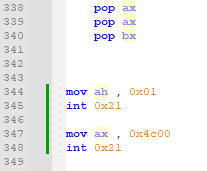 338 pop ax
339 pop ax
340 pop bx
341
342
343
344 mov ah , 0x01
345 int 0x21
346
347 mov ax , 0x4c00
348 int 0x21
349